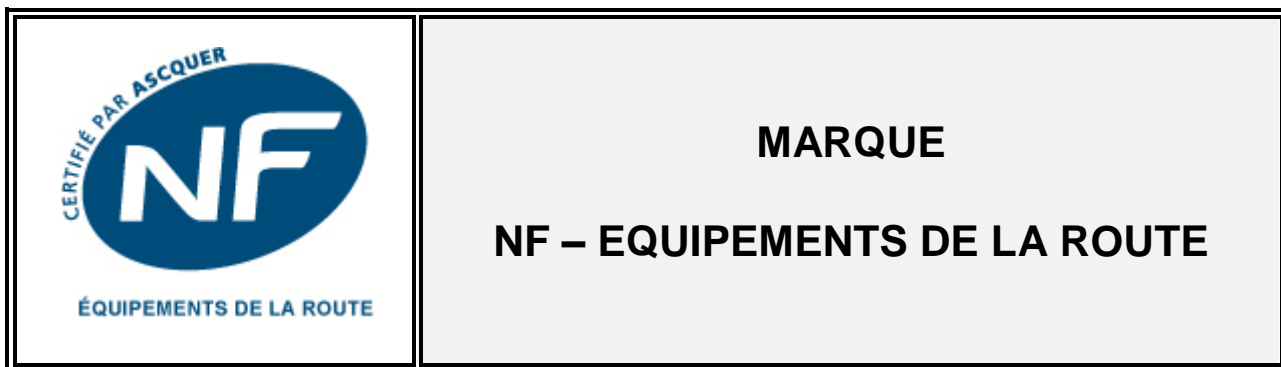 CERTIFIÉ PAR ASCQUER
NF
ÉQUIPEMENTS DE LA ROUTE
MARQUE
NF – EQUIPEMENTS DE LA ROUTE